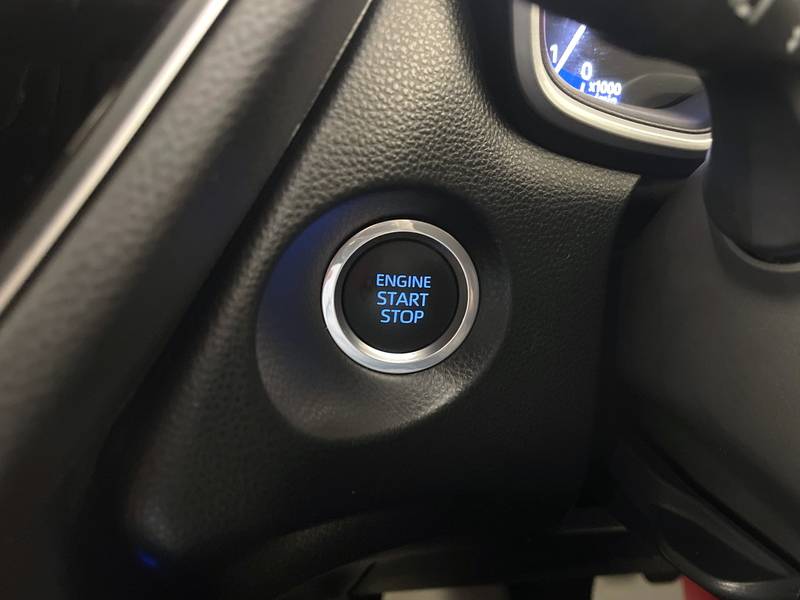 1
0
x1000
ENGINE
START
STOP